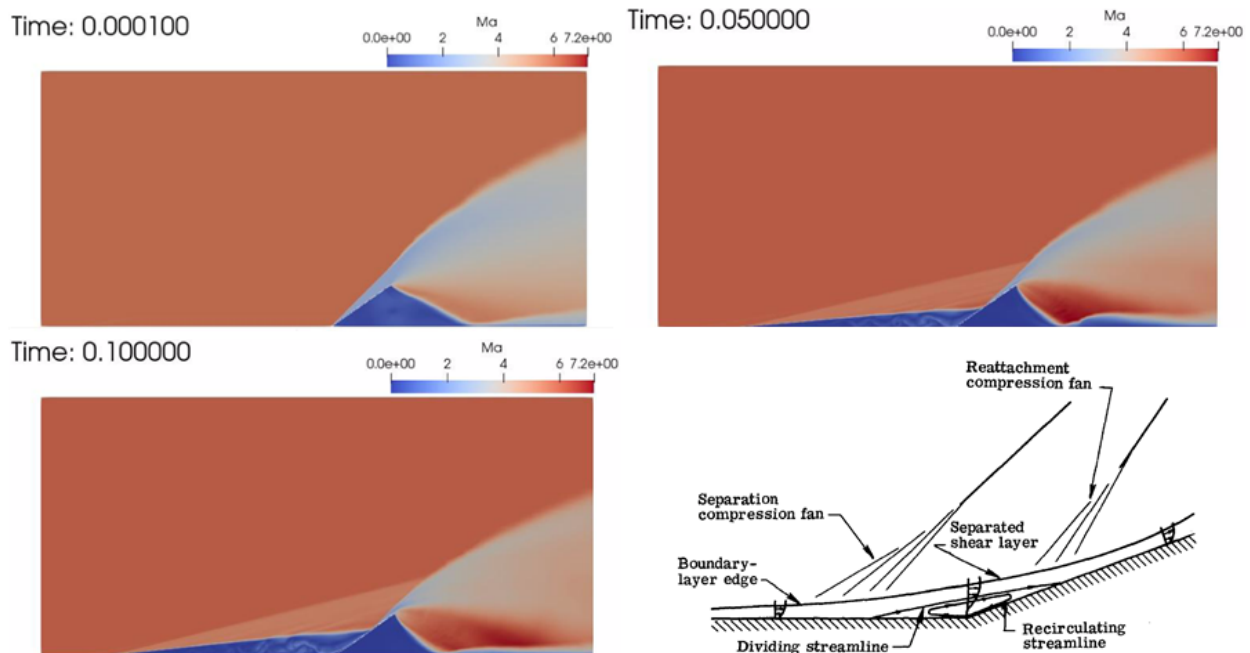 Time: 0.000100
Ma
0.0e+00 2 4 6 7.2e+00
Time: 0.050000
Ma
0.0e+00 2 4 6 7.2e+00
Time: 0.100000
Ma
0.0e+00 2 4 6 7.2e+00
Reattachment
compression fan
Separation
compression fan
Separated
shear layer
Boundary-
layer edge
Dividing streamline
Recirculating
streamline